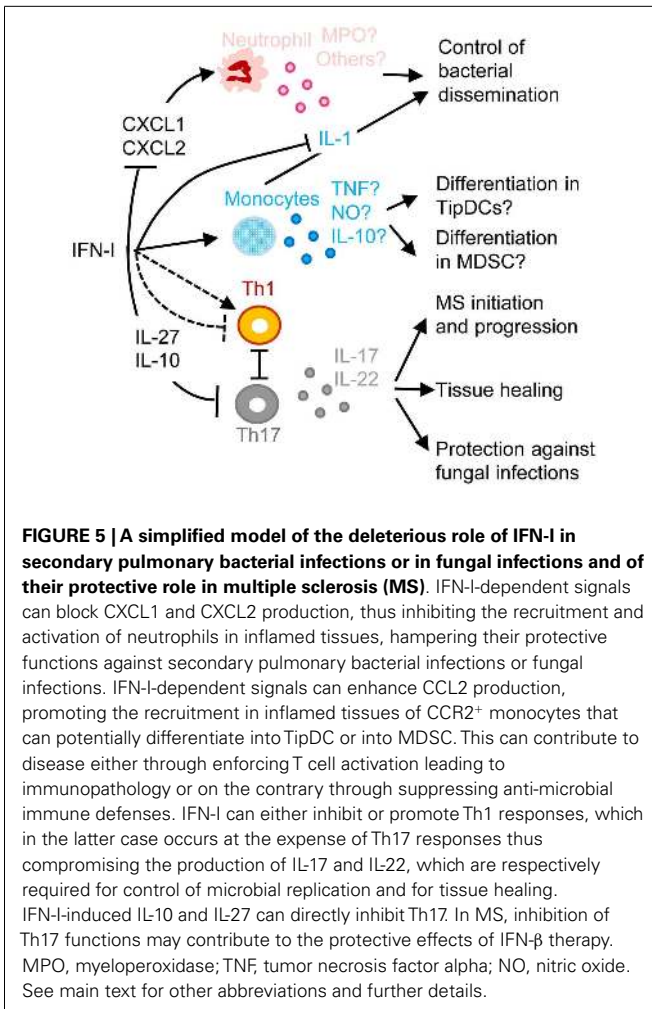 Neutrophil
MPO?
Others?
Control of
bacterial
dissemination
CXCL1
CXCL2
IL-1
Monocytes
TNF?
NO?
IL-10?
Differentiation in
TipDCs?
Differentiation
in MDSC?
IFN-I
Th1
MS initiation
and progression
IL-27
IL-10
IL-17
IL-22
Tissue healing
Th17
Protection against
fungal infections
FIGURE 5 | A simplified model of the deleterious role of IFN-I in
secondary pulmonary bacterial infections or in fungal infections and of
their protective role in multiple sclerosis (MS). IFN-I-dependent signals
can block CXCL1 and CXCL2 production, thus inhibiting the recruitment and
activation of neutrophils in inflamed tissues, hampering their protective
functions against secondary pulmonary bacterial infections or fungal
infections. IFN-I-dependent signals can enhance CCL2 production,
promoting the recruitment in inflamed tissues of CCR2⁺ monocytes that
can potentially differentiate into TipDC or into MDSC. This can contribute to
disease either through enforcing T cell activation leading to
immunopathology or on the contrary through suppressing anti-microbial
immune defenses. IFN-I can either inhibit or promote Th1 responses, which
in the latter case occurs at the expense of Th17 responses thus
compromising the production of IL-17 and IL-22, which are respectively
required for control of microbial replication and for tissue healing.
IFN-I-induced IL-10 and IL-27 can directly inhibit Th17. In MS, inhibition of
Th17 functions may contribute to the protective effects of IFN-β therapy.
MPO, myeloperoxidase; TNF, tumor necrosis factor alpha; NO, nitric oxide.
See main text for other abbreviations and further details.